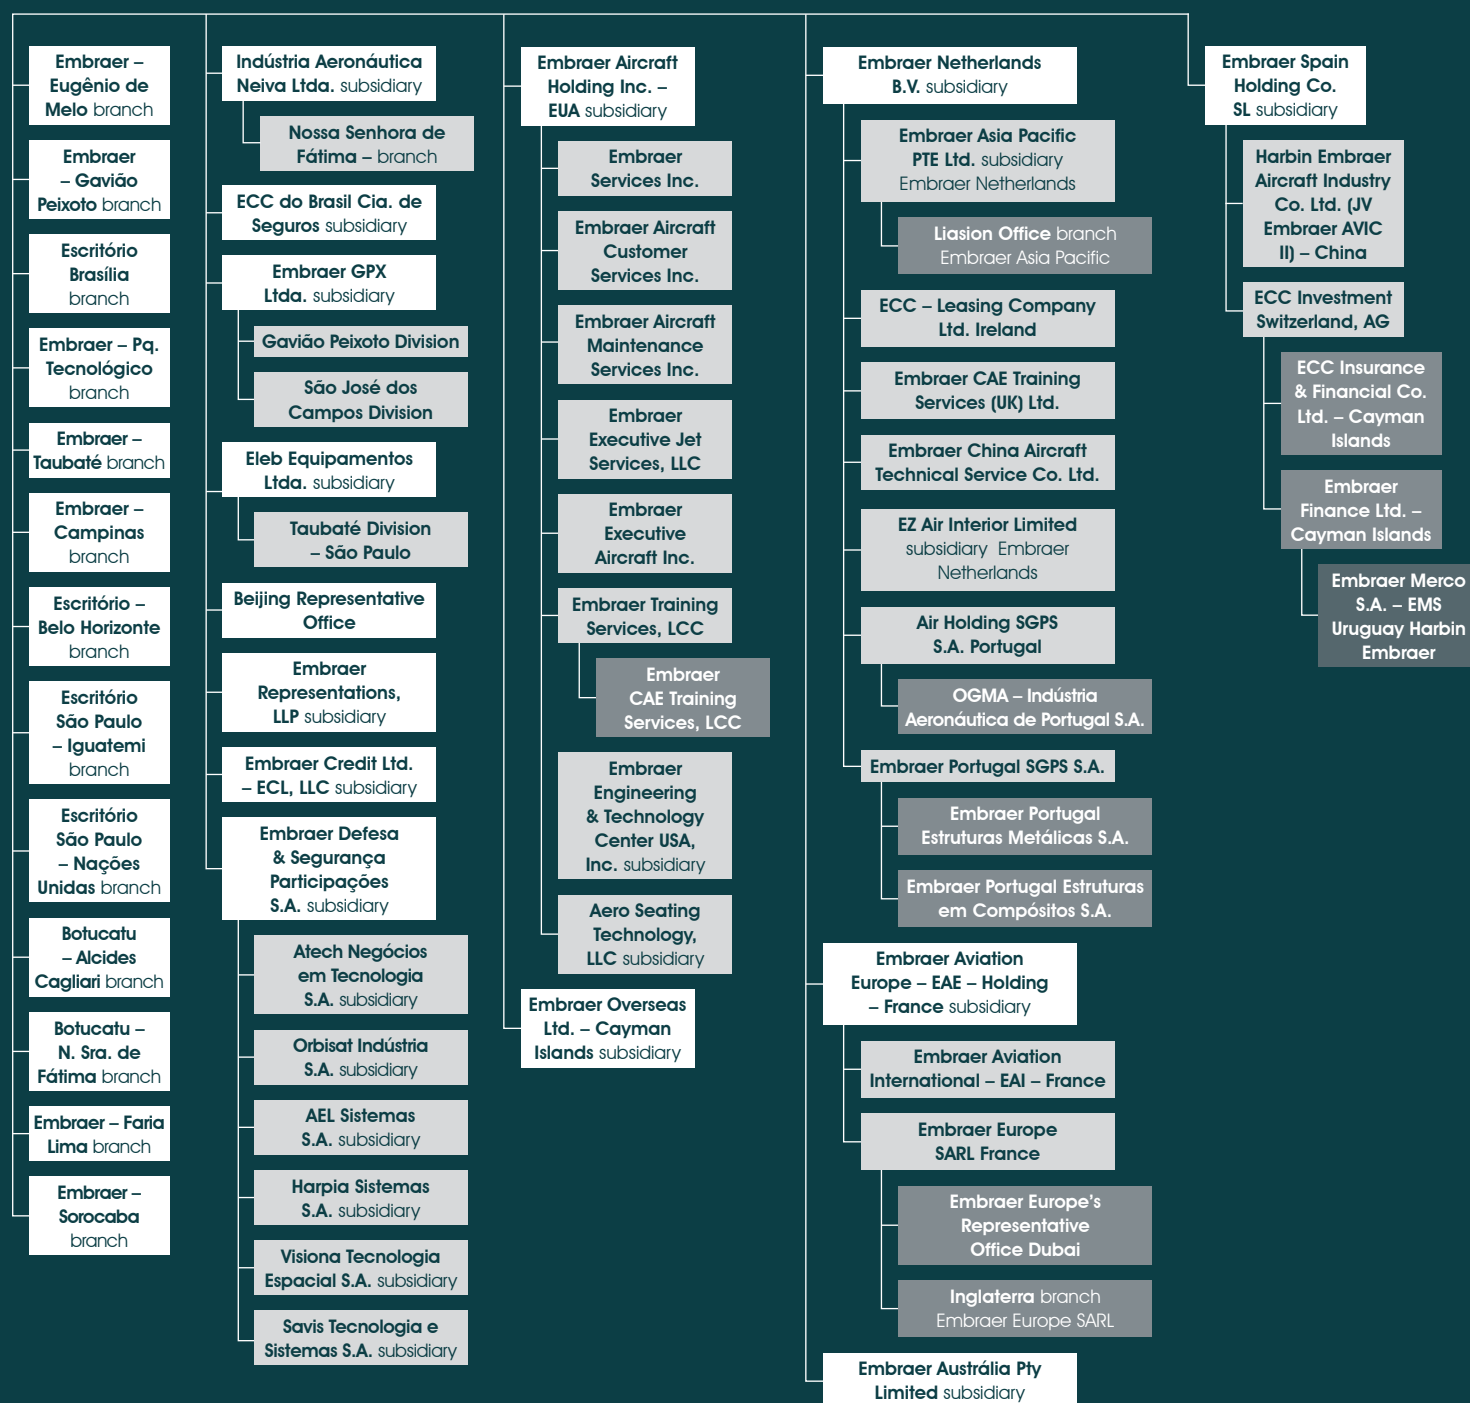 Embraer –
Eugênio de
Melo branch
Embraer
– Gavião
Peixoto branch
Escritório
Brasília
branch
Embraer – Pq.
Tecnológico
branch
Embraer –
Taubaté branch
Embraer –
Campinas
branch
Escritório –
Belo Horizonte
branch
Escritório
São Paulo
– Iguatemi
branch
Escritório
São Paulo
– Nações
Unidas branch
Botucatu
– Alcides
Cagliari branch
Botucatu –
N. Sra. de
Fátima branch
Embraer – Faria
Lima branch
Embraer –
Sorocaba
branch
Indústria Aeronáutica
Neiva Ltda. subsidiary
Nossa Senhora de
Fátima – branch
ECC do Brasil Cia. de
Seguros subsidiary
Embraer GPX
Ltda. subsidiary
Gavião Peixoto Division
São José dos
Campos Division
Eleb Equipamentos
Ltda. subsidiary
Taubaté Division
– São Paulo
Beijing Representative
Office
Embraer
Representations,
LLP subsidiary
Embraer Credit Ltd.
– ECL, LLC subsidiary
Embraer Defesa
& Segurança
Participações
S.A. subsidiary
Atech Negócios
em Tecnologia
S.A. subsidiary
Orbisat Indústria
S.A. subsidiary
AEL Sistemas
S.A. subsidiary
Harpia Sistemas
S.A. subsidiary
Visiona Tecnologia
Espacial S.A. subsidiary
Savis Tecnologia e
Sistemas S.A. subsidiary
Embraer Aircraft
Holding Inc. –
EUA subsidiary
Embraer
Services Inc.
Embraer Aircraft
Customer
Services Inc.
Embraer Aircraft
Maintenance
Services Inc.
Embraer
Executive Jet
Services, LLC
Embraer
Executive
Aircraft Inc.
Embraer Training
Services, LCC
Embraer
CAE Training
Services, LCC
Embraer
Engineering
& Technology
Center USA,
Inc. subsidiary
Aero Seating
Technology,
LLC subsidiary
Embraer Overseas
Ltd. – Cayman
Islands subsidiary
Embraer Netherlands
B.V. subsidiary
Embraer Asia Pacific
PTE Ltd. subsidiary
Embraer Netherlands
Liasion Office branch
Embraer Asia Pacific
ECC – Leasing Company
Ltd. Ireland
Embraer CAE Training
Services (UK) Ltd.
Embraer China Aircraft
Technical Service Co. Ltd.
EZ Air Interior Limited
subsidiary Embraer
Netherlands
Air Holding SGPS
S.A. Portugal
OGMA – Indústria
Aeronáutica de Portugal S.A.
Embraer Portugal SGPS S.A.
Embraer Portugal
Estruturas Metálicas S.A.
Embraer Portugal Estruturas
em Compósitos S.A.
Embraer Aviation
Europe – EAE – Holding
– France subsidiary
Embraer Aviation
International – EAI – France
Embraer Europe
SARL France
Embraer Europe's
Representative
Office Dubai
Inglaterra branch
Embraer Europe SARL
Embraer Austrália Pty
Limited subsidiary
Embraer Spain
Holding Co.
SL subsidiary
Harbin Embraer
Aircraft Industry
Co. Ltd. (JV
Embraer AVIC
II) – China
ECC Investment
Switzerland, AG
ECC Insurance
& Financial Co.
Ltd. – Cayman
Islands
Embraer
Finance Ltd. –
Cayman Islands
Embraer Merco
S.A. – EMS
Uruguay Harbin
Embraer